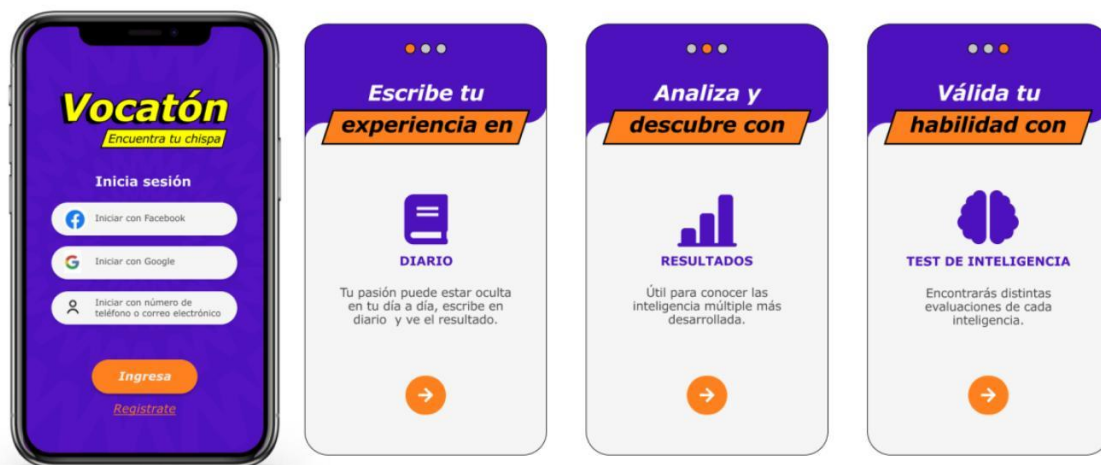 Vocatón
Encuentra tu chispa
Inicia sesión
Iniciar con Facebook
Iniciar con Google
Iniciar con número de
teléfono o correo electrónico
Ingresa
Registrate
Escribe tu
experiencia en
DIARIO
Tu pasión puede estar oculta
en tu día a día, escribe en
diario y ve el resultado.
Analiza y
descubre con
RESULTADOS
Útil para conocer las
inteligencia múltiple más
desarrollada.
Válida tu
habilidad con
TEST DE INTELIGENCIA
Encontrarás distintas
evaluaciones de cada
inteligencia.